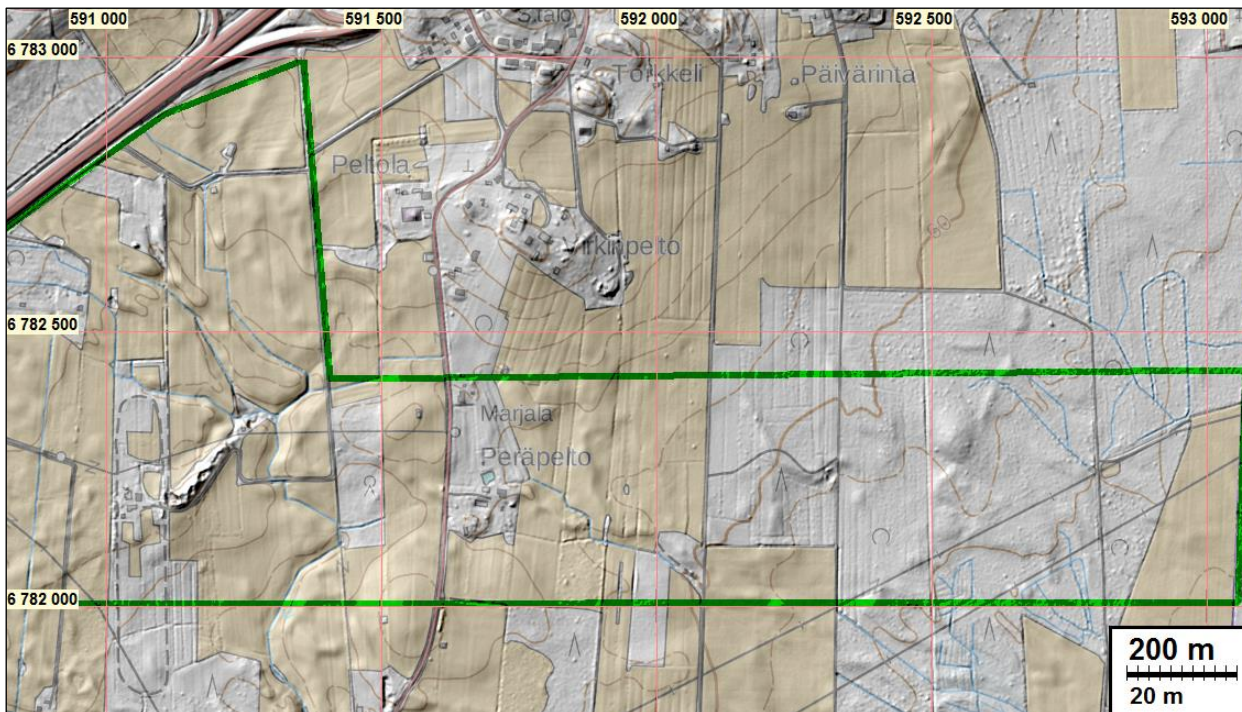 591 000
591 500
592 000
592 500
593 000
6 783 000
Torkkeli
Päivärinta
Peltola
Virkinpelto
60
6 782 500
Marjala
Peräpelto
6 782 000
200 m
20 m